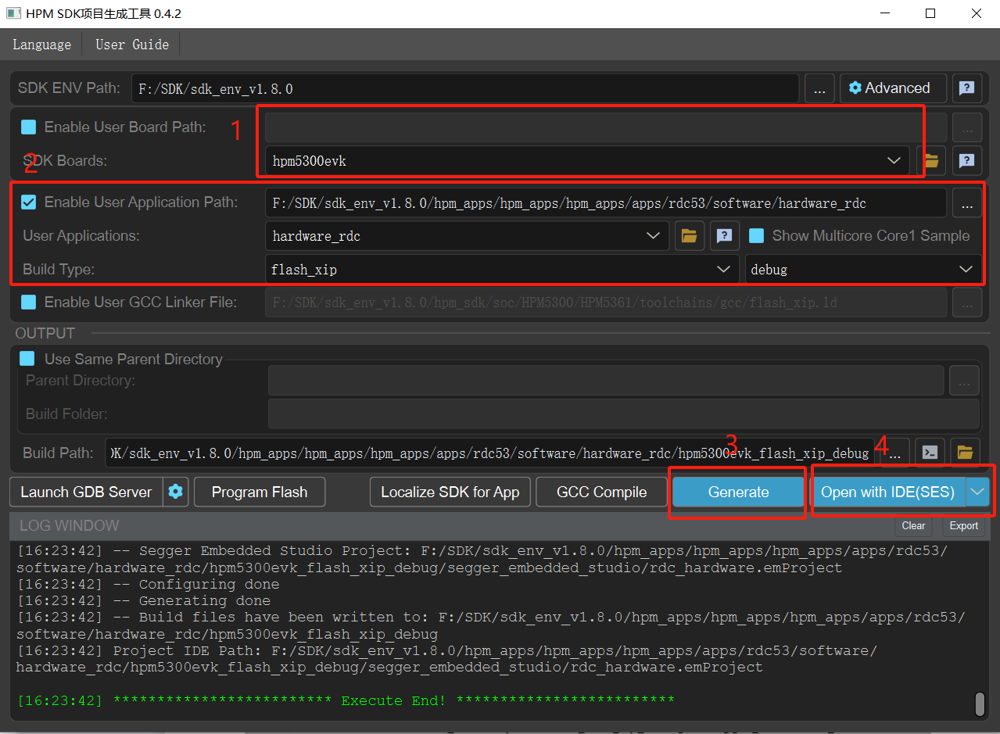 HPM SDK项目生成工具 0.4.2
Language User Guide
SDK ENV Path: F:/SDK/sdk_env_v1.8.0 ... Advanced ?
Enable User Board Path: 1 ...
2 SDK Boards: hpm5300evk ?
Enable User Application Path: F:/SDK/sdk_env_v1.8.0/hpm_apps/hpm_apps/hpm_apps/apps/rdc53/software/hardware_rdc ...
User Applications: hardware_rdc ? Show Multicore Core1 Sample
Build Type: flash_xip debug
Enable User GCC Linker File: F:/SDK/sdk_env_v1.8.0/hpm_sdk/soc/HPM5300/HPM5361/toolchains/gcc/flash_xip.ld ...
OUTPUT
Use Same Parent Directory
Parent Directory: ...
Build Folder:
Build Path: DK/sdk_env_v1.8.0/hpm_apps/hpm_apps/hpm_apps/apps/rdc53/software/hardware_rdc/hpm5300evk_flash_xip_debug ...
3 4
Launch GDB Server Program Flash Localize SDK for App GCC Compile Generate Open with IDE(SES)
LOG WINDOW Clear Export
[16:23:42] -- Segger Embedded Studio Project: F:/SDK/sdk_env_v1.8.0/hpm_apps/hpm_apps/hpm_apps/apps/rdc53/
software/hardware_rdc/hpm5300evk_flash_xip_debug/segger_embedded_studio/rdc_hardware.emProject
[16:23:42] -- Configuring done
[16:23:42] -- Generating done
[16:23:42] -- Build files have been written to: F:/SDK/sdk_env_v1.8.0/hpm_apps/hpm_apps/hpm_apps/apps/rdc53/
software/hardware_rdc/hpm5300evk_flash_xip_debug
[16:23:42] Project IDE Path: F:/SDK/sdk_env_v1.8.0/hpm_apps/hpm_apps/hpm_apps/apps/rdc53/software/
hardware_rdc/hpm5300evk_flash_xip_debug/segger_embedded_studio/rdc_hardware.emProject
[16:23:42] ************************* Execute End! *************************